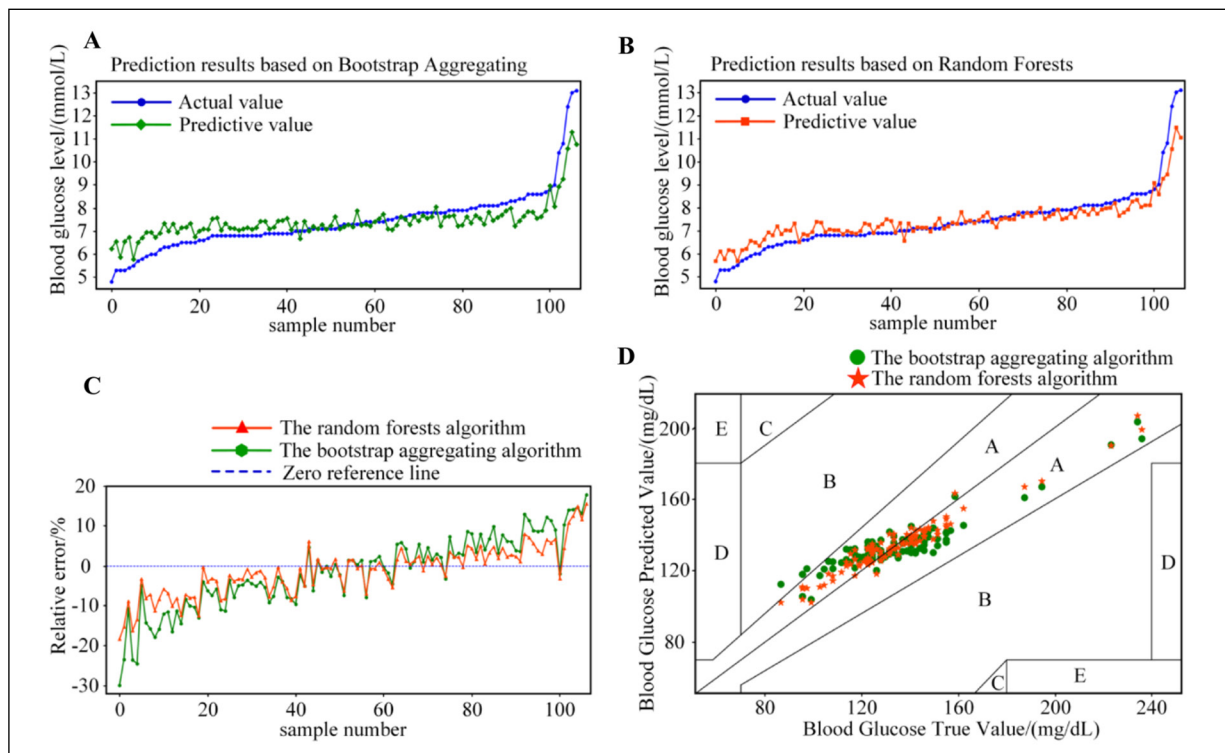 A
Prediction results based on Bootstrap Aggregating
Actual value
Predictive value
Blood glucose level/(mmol/L)
13
12
11
10
9
8
7
6
5
0 20 40 60 80 100
sample number
B
Prediction results based on Random Forests
Actual value
Predictive value
Blood glucose level/(mmol/L)
13
12
11
10
9
8
7
6
5
0 20 40 60 80 100
sample number
C
The random forests algorithm
The bootstrap aggregating algorithm
Zero reference line
Relative error/%
20
10
0
-10
-20
-30
0 20 40 60 80 100
sample number
D
The bootstrap aggregating algorithm
The random forests algorithm
Blood Glucose Predicted Value/(mg/dL)
200
160
120
80
E C
A
A
B
D
D
B
C E
80 120 160 200 240
Blood Glucose True Value/(mg/dL)